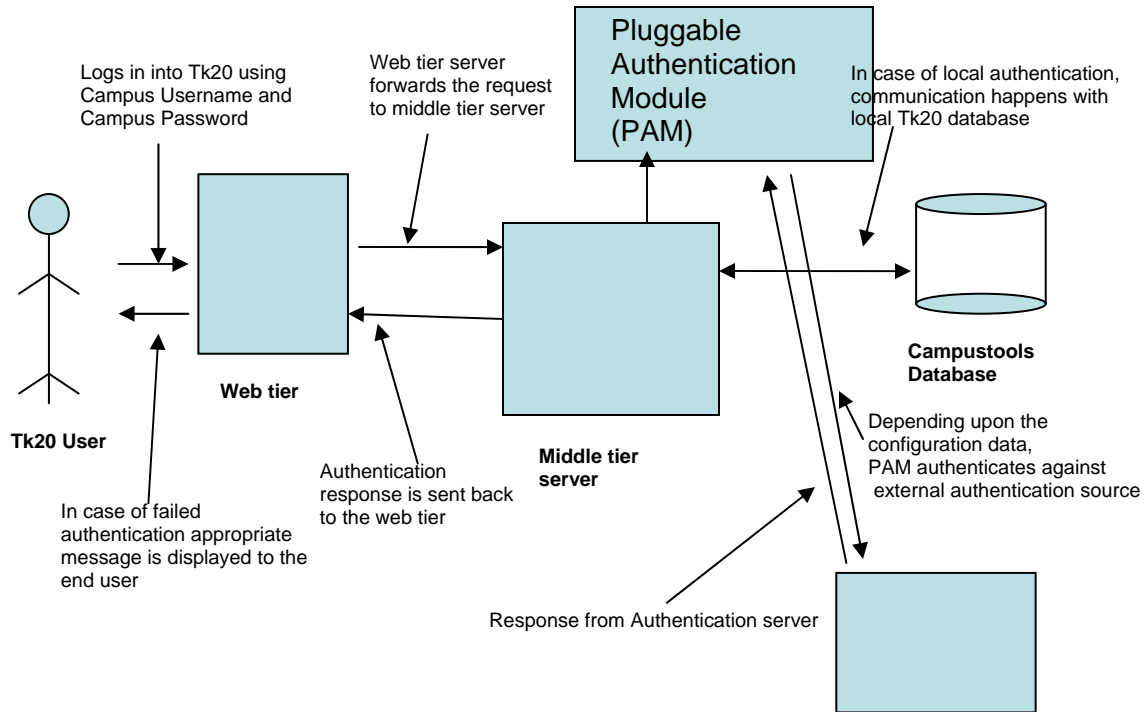 Pluggable
Authentication
Module
(PAM)
Logs in into Tk20 using
Campus Username and
Campus Password
Web tier server
forwards the request
to middle tier server
In case of local authentication,
communication happens with
local Tk20 database
Tk20 User
Web tier
Middle tier
server
Campustools
Database
In case of failed
authentication appropriate
message is displayed to the
end user
Authentication
response is sent back
to the web tier
Depending upon the
configuration data,
PAM authenticates against
external authentication source
Response from Authentication server